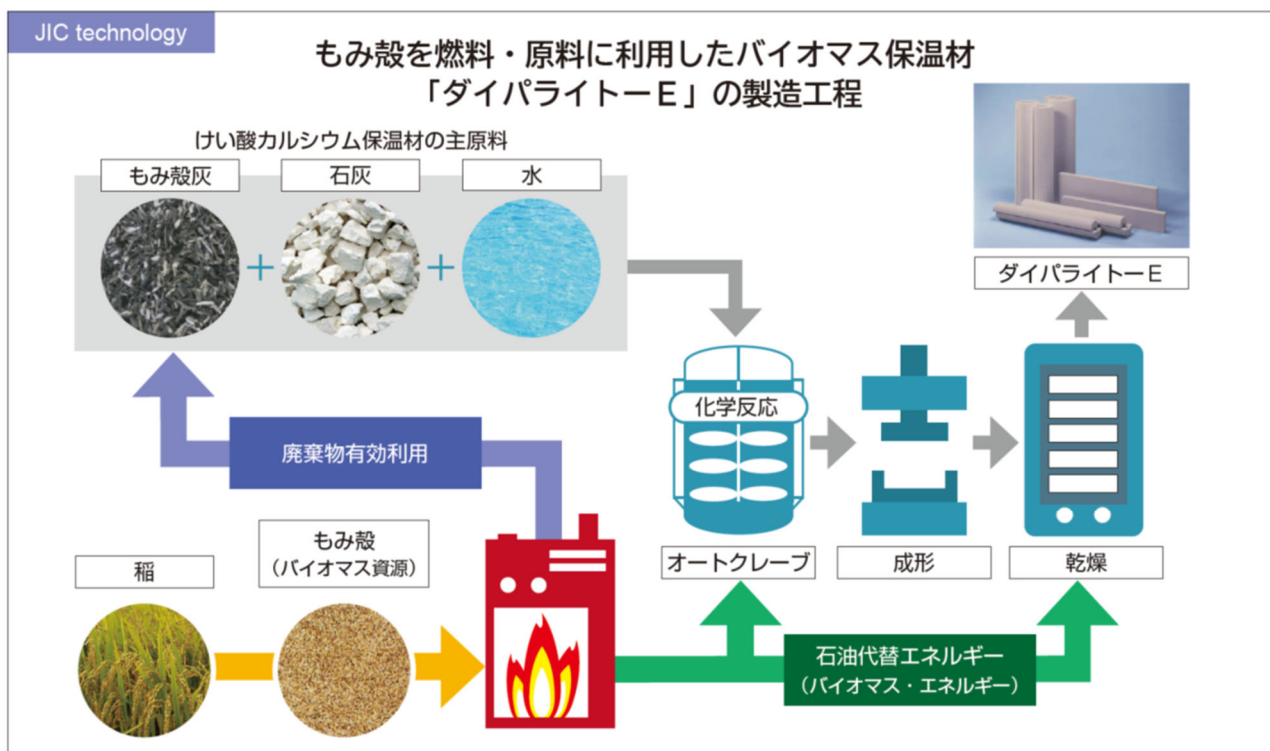 JIC technology
もみ殻を燃料・原料に利用したバイオマス保温材
「ダイパライトーE」の製造工程
けい酸カルシウム保温材の主原料
もみ殻灰
石灰
水
ダイパライトーE
化学反応
廃棄物有効利用
オートクレーブ
成形
乾燥
稲
もみ殻
（バイオマス資源）
石油代替エネルギー
（バイオマス・エネルギー）